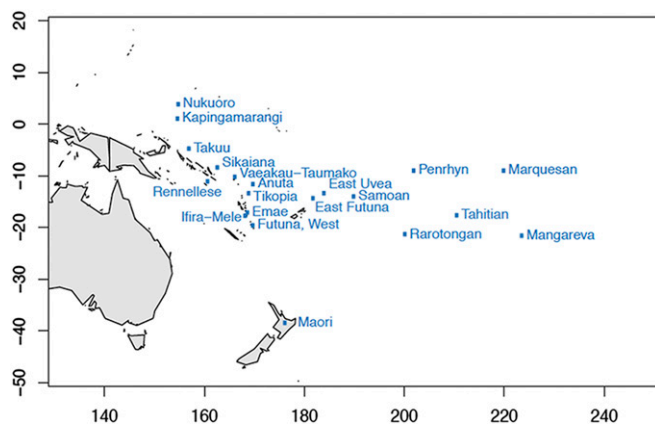 20
10
0
−10
−20
−30
−40
−50
Nukuoro
Kapingamarangi
Takuu
Sikaiana
Vaeakau−Taumako
Rennellese
Anuta
East Uvea
Penrhyn
Marquesan
Tikopia
Samoan
East Futuna
Ifira−Mele
Emae
Tahitian
Futuna, West
Rarotongan
Mangareva
Maori
140
160
180
200
220
240